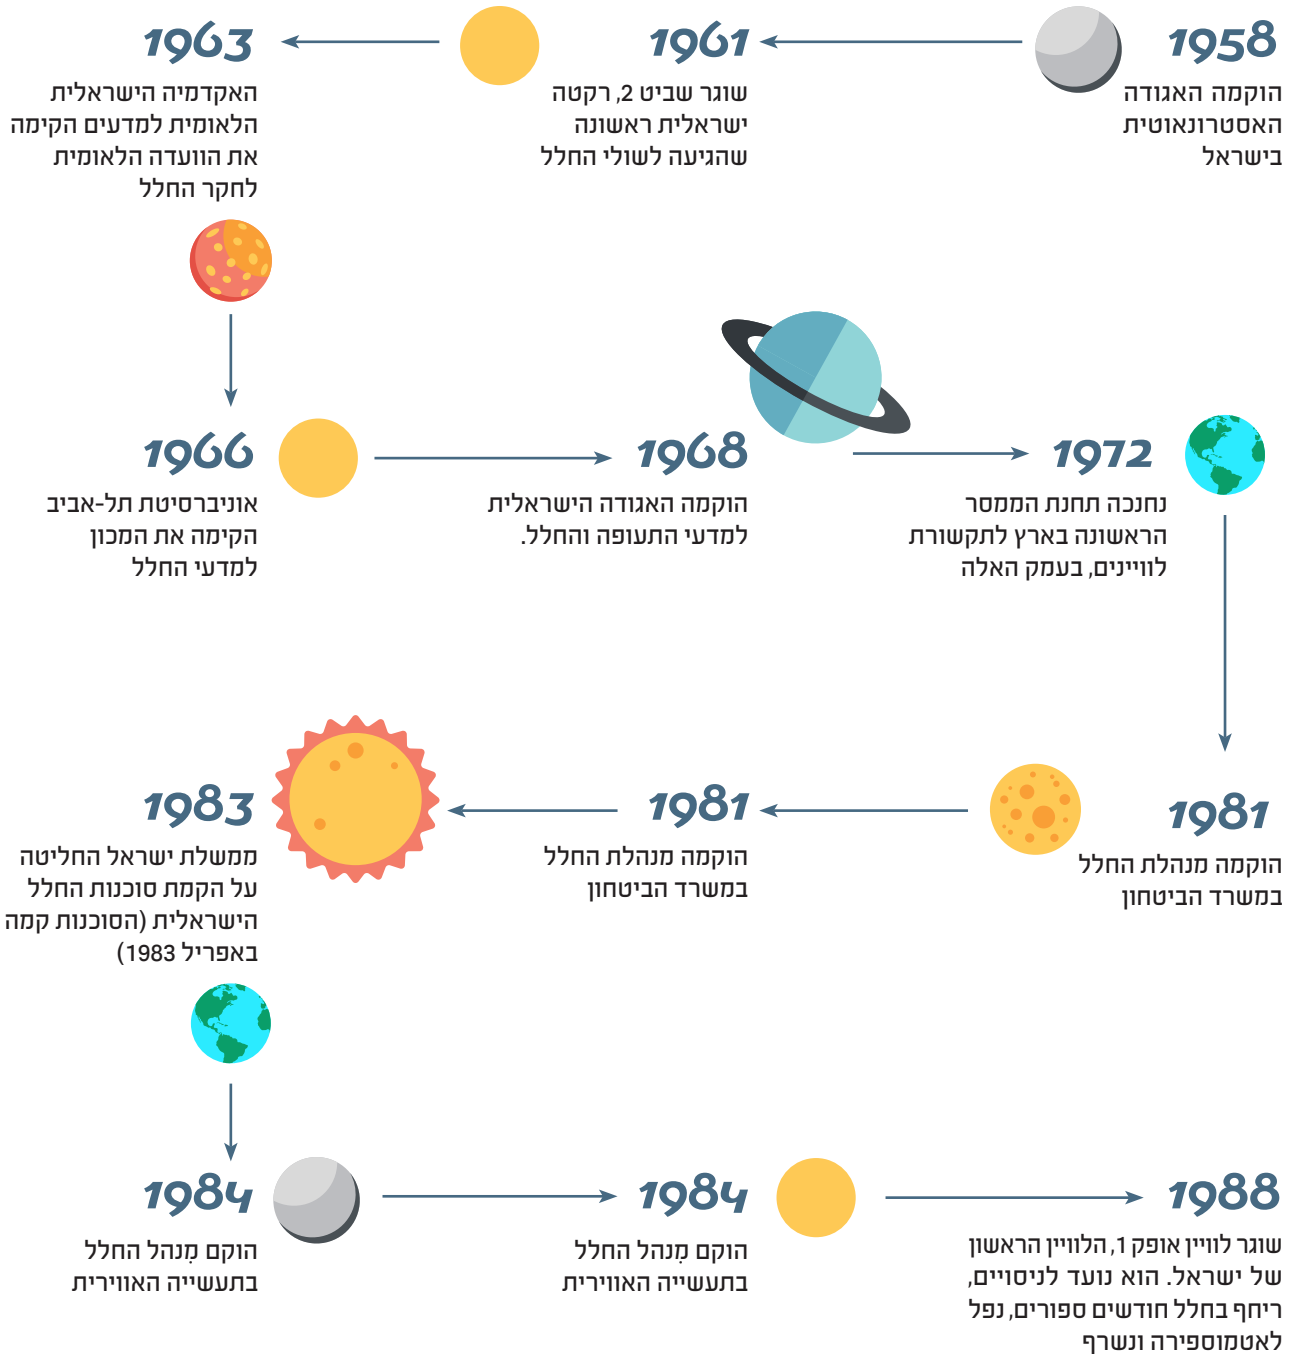 1958
הוקמה האגודה
האסטרונאוטית
בישראל
1961
שוגר שביט 2, רקטה
ישראלית ראשונה
שהגיעה לשולי החלל
1963
האקדמיה הישראלית
הלאומית למדעים הקימה
את הוועדה הלאומית
לחקר החלל
1966
אוניברסיטת תל-אביב
הקימה את המכון
למדעי החלל
1968
הוקמה האגודה הישראלית
למדעי התעופה והחלל.
1972
נחנכה תחנת הממסר
הראשונה בארץ לתקשורת
לוויינים, בעמק האלה
1981
הוקמה מנהלת החלל
במשרד הביטחון
1981
הוקמה מנהלת החלל
במשרד הביטחון
1983
ממשלת ישראל החליטה
על הקמת סוכנות החלל
הישראלית (הסוכנות קמה
באפריל 1983)
1984
הוקם מִנהל החלל
בתעשייה האווירית
1984
הוקם מִנהל החלל
בתעשייה האווירית
1988
שוגר לוויין אופק 1, הלוויין הראשון
של ישראל. הוא נועד לניסויים,
ריחף בחלל חודשים ספורים, נפל
לאטמוספירה ונשרף